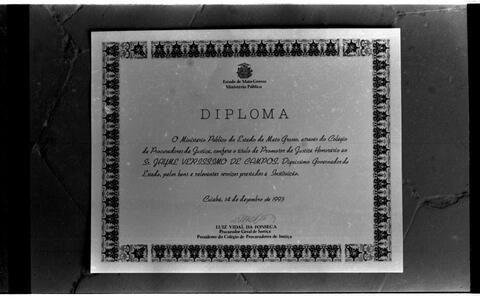 Estado de Mato Grosso
Ministério Público
DIPLOMA
O Ministério Público do Estado de Mato Grosso, através do Colégio
de Procuradores de Justiça, confere o título de Promotor de Justiça Honorário ao
Sr. JAYME VERISSIMO DE CAMPOS, Digníssimo Governador do
Estado, pelos bons e relevantes serviços prestados à Instituição.
Cuiabá, 14 de dezembro de 1993
LUIZ VIDAL DA FONSECA
Procurador Geral de Justiça
Presidente do Colégio de Procuradores de Justiça